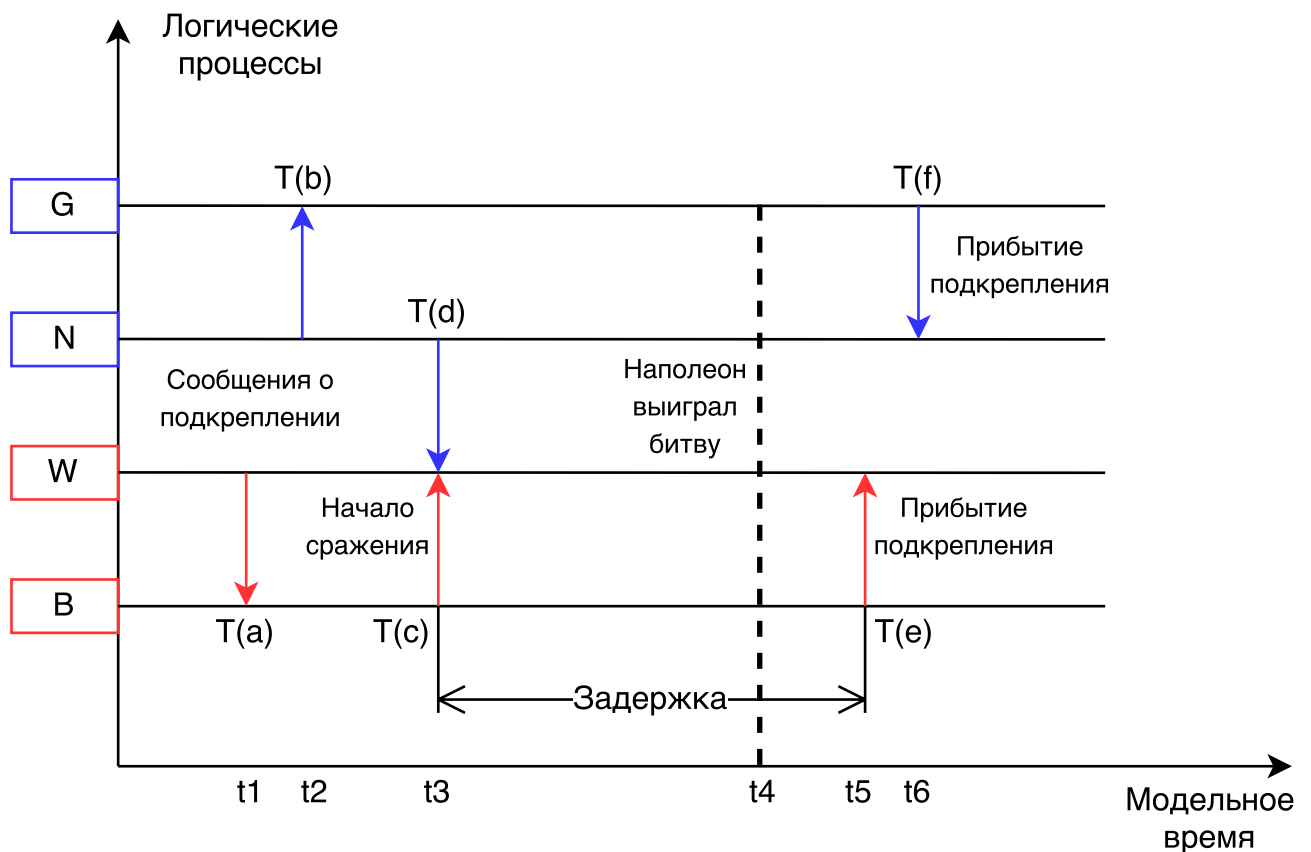 Логические
процессы
T(b)
T(f)
G
Прибытие
подкрепления
T(d)
N
Сообщения о
подкреплении
Наполеон
выиграл
битву
W
Начало
сражения
Прибытие
подкрепления
B
T(a)
T(c)
T(e)
Задержка
t1
t2
t3
t4
t5
t6
Модельное
время